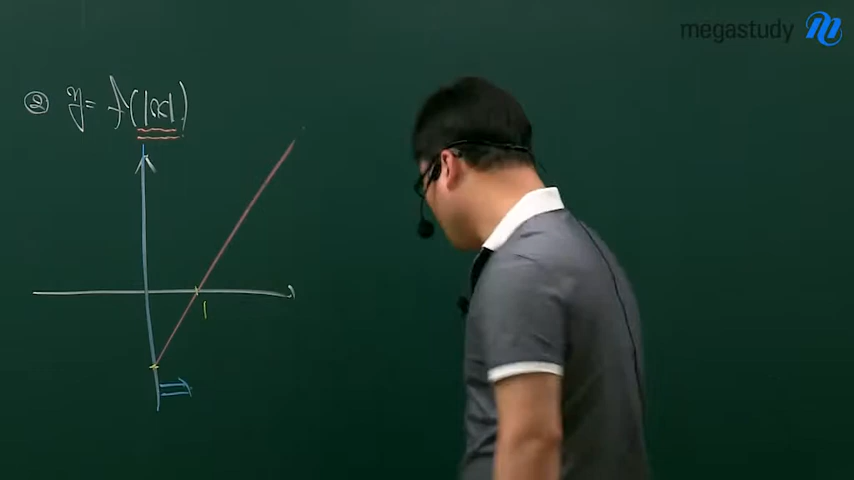 megastudy
② y= f(|x|)
1